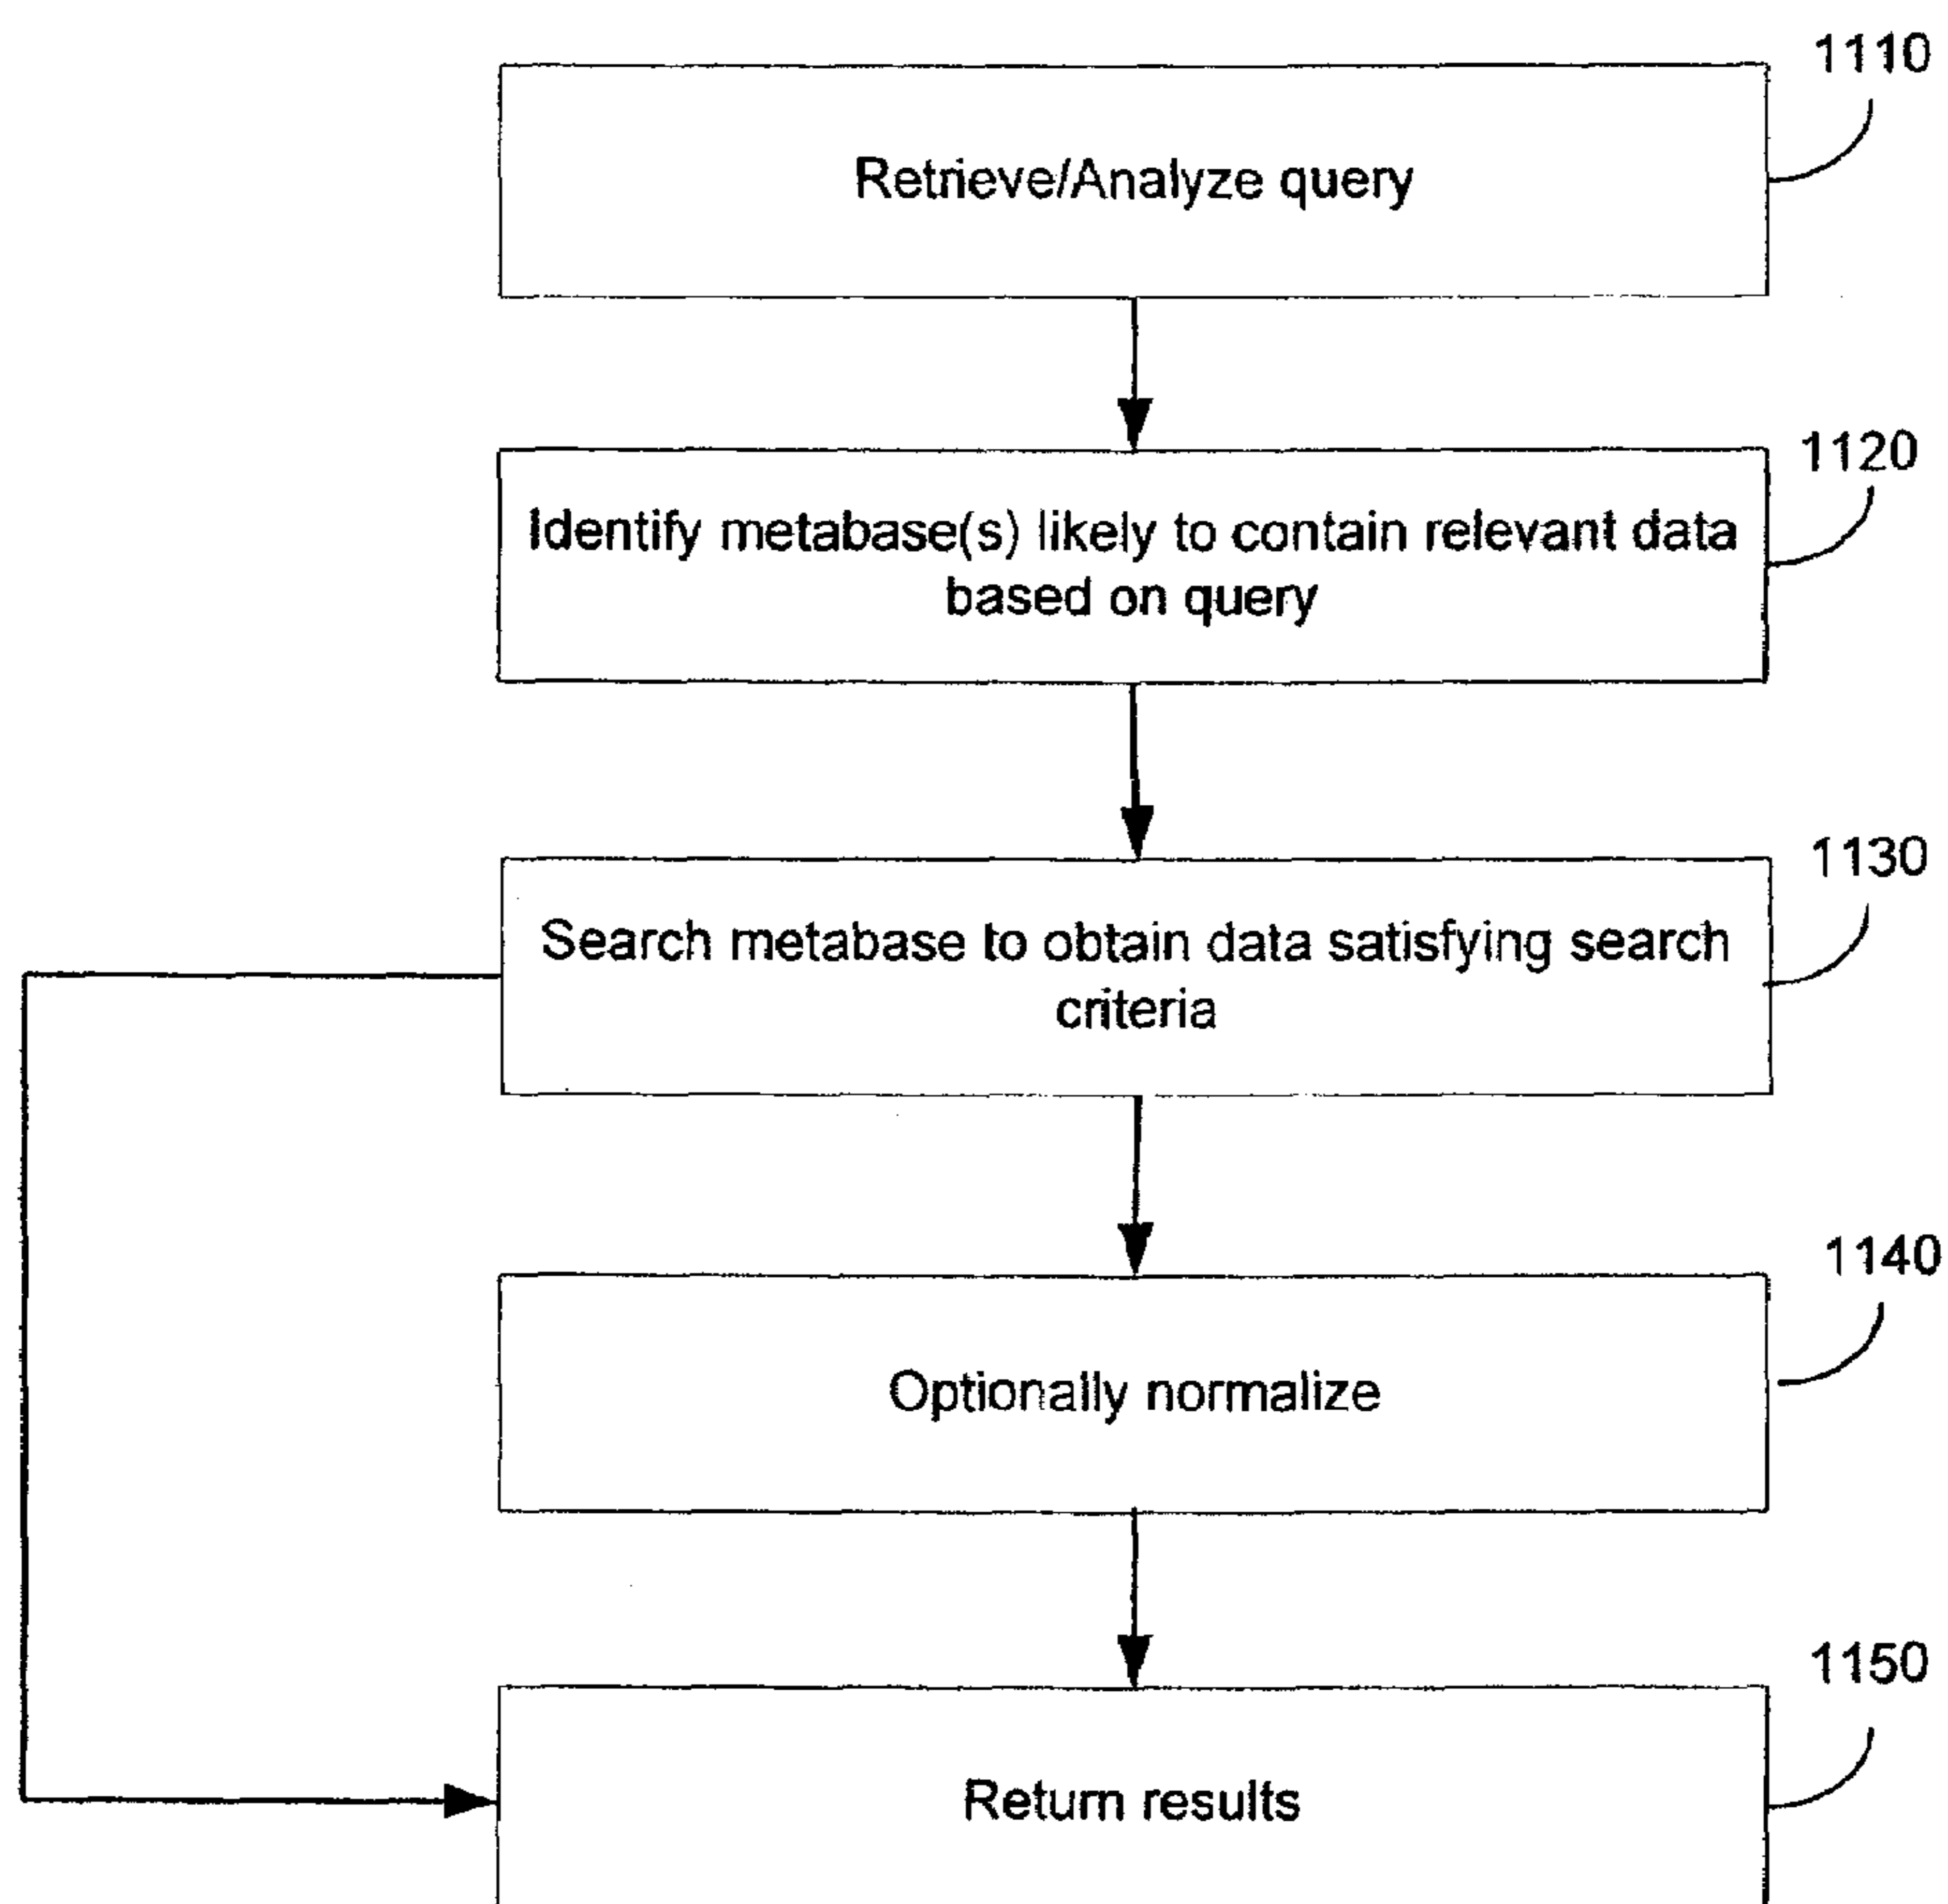 1110
Retrieve/Analyze query
1120
Identify metabase(s) likely to contain relevant data
based on query
1130
Search metabase to obtain data satisfying search
criteria
1140
Optionally normalize
1150
Return results